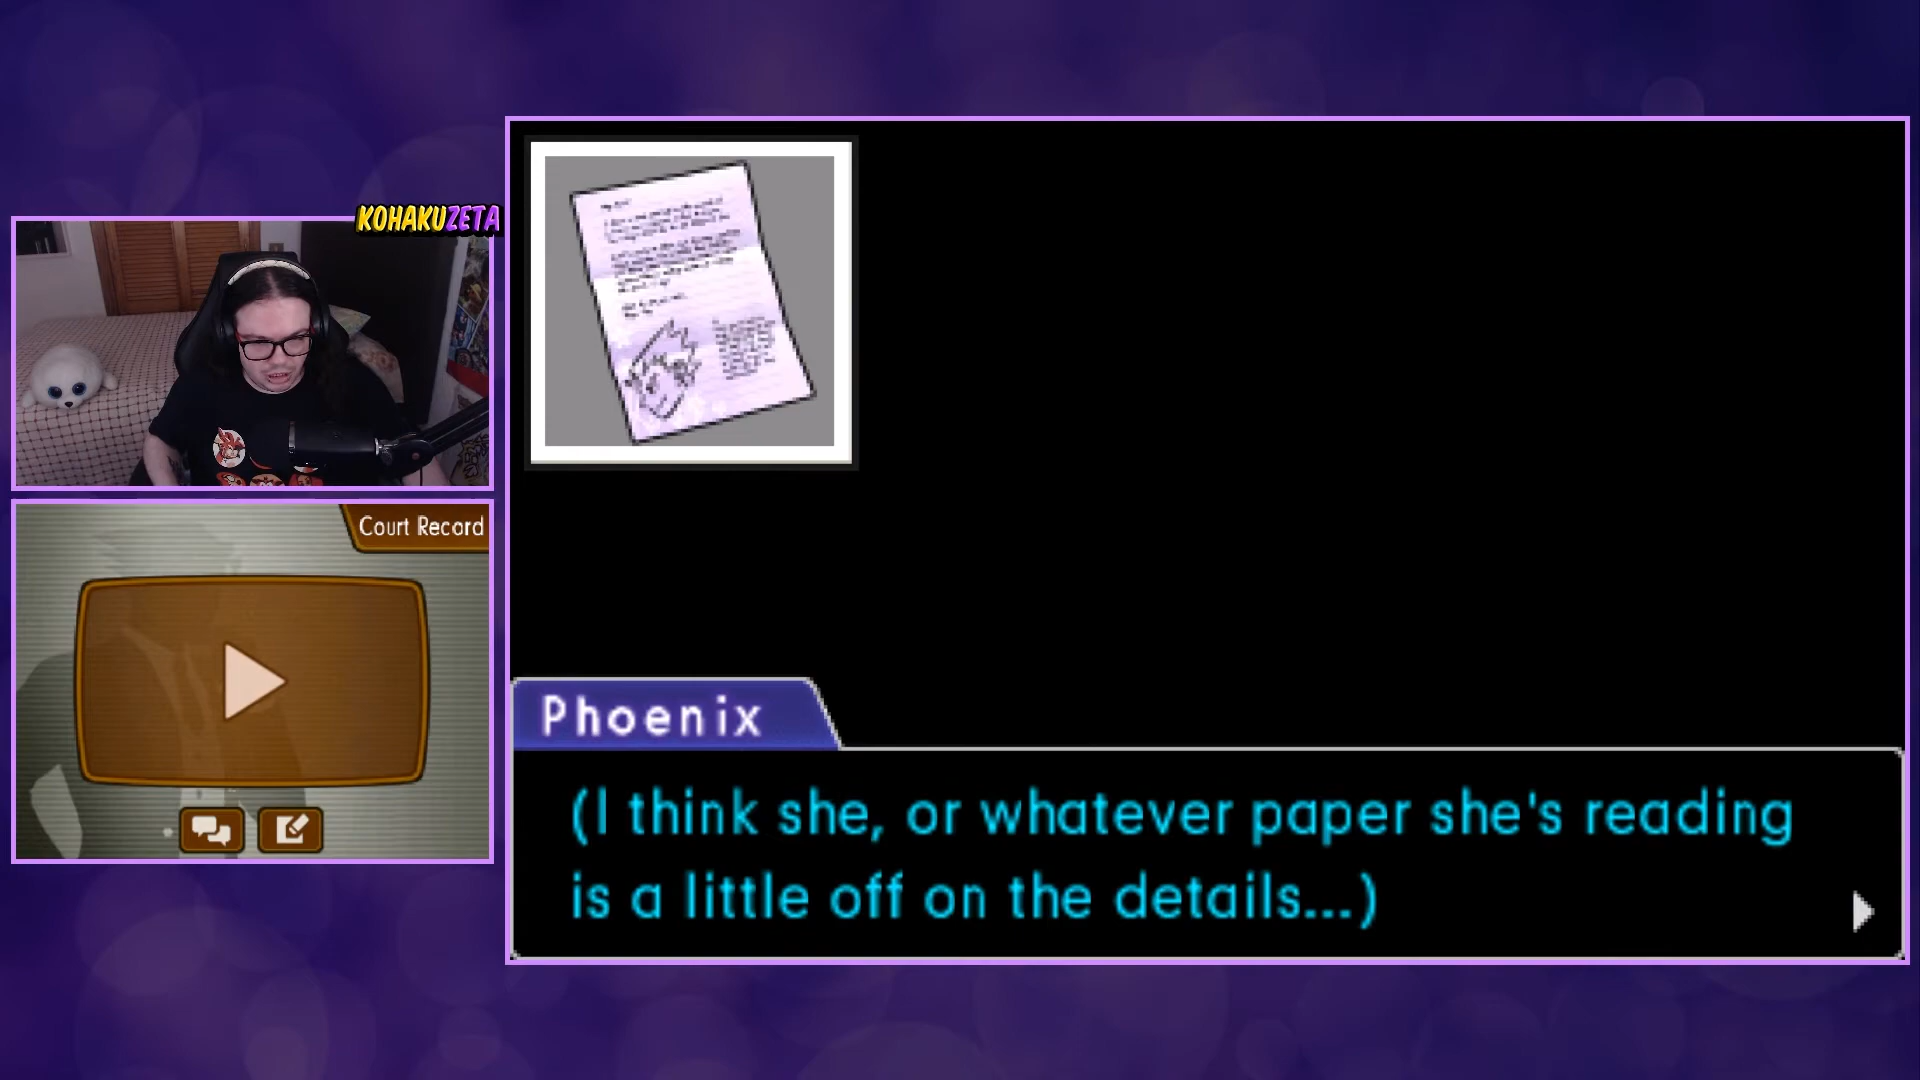 KOHAKUZETA
Court Record
Phoenix
(I think she, or whatever paper she's reading
is a little off on the details...)